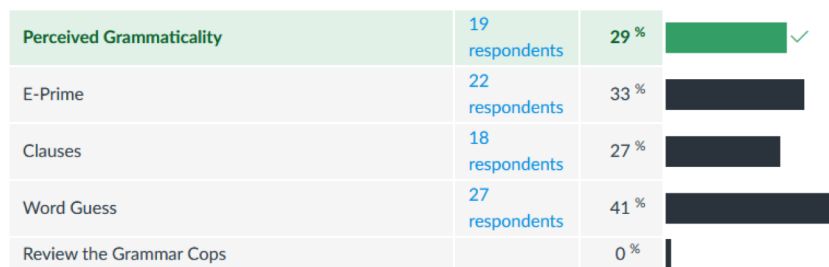 Perceived Grammaticality 19 respondents 29 %
E-Prime 22 respondents 33 %
Clauses 18 respondents 27 %
Word Guess 27 respondents 41 %
Review the Grammar Cops 0 %